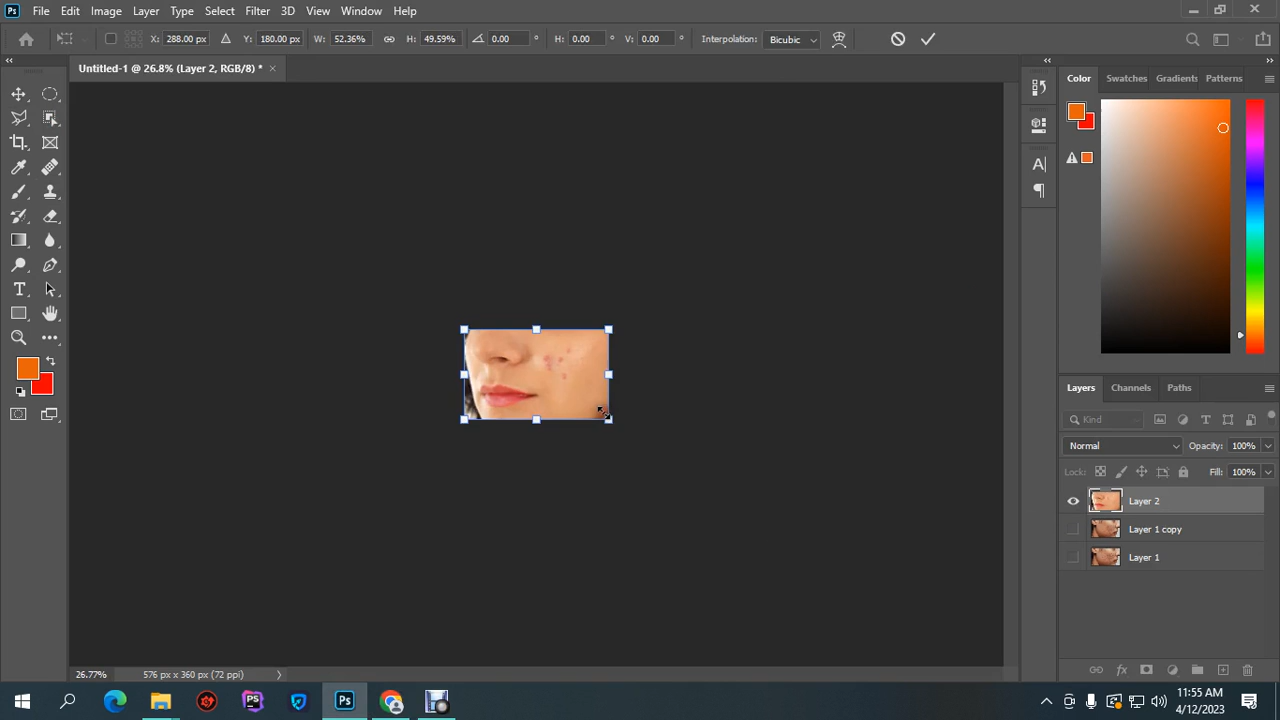 Ps File Edit Image Layer Type Select Filter 3D View Window Help
X: 288.00 px Y: 180.00 px W: 52.36% H: 49.59% 0.00 ° H: 0.00 V: 0.00 ° Interpolation: Bicubic
Untitled-1 @ 26.8% (Layer 2, RGB/8) * ×
Color Swatches Gradients Patterns
Layers Channels Paths
Kind
Normal Opacity: 100%
Lock: Fill: 100%
Layer 2
Layer 1 copy
Layer 1
26.77% 576 px x 360 px (72 ppi)
PS Ps
11:55 AM
4/12/2023